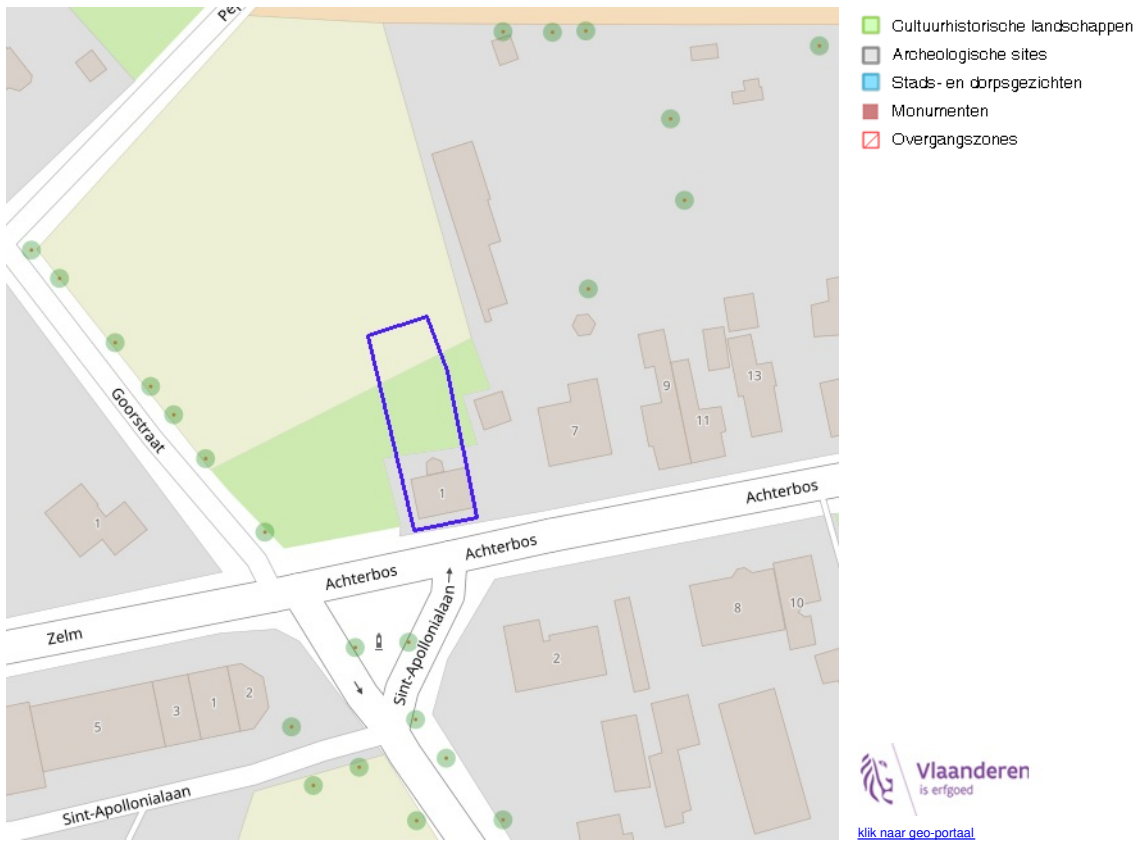 Cultuurhistorische landschappen
Archeologische sites
Stads- en dorpsgezichten
Monumenten
Overgangszones
Goorstraat
9
13
11
7
1
1
Achterbos
Achterbos
Achterbos
Zelm
Sint-Apollonialaan
8
10
2
5
3
1
2
Sint-Apollonialaan
Vlaanderen
is erfgoed
klik naar geo-portaal